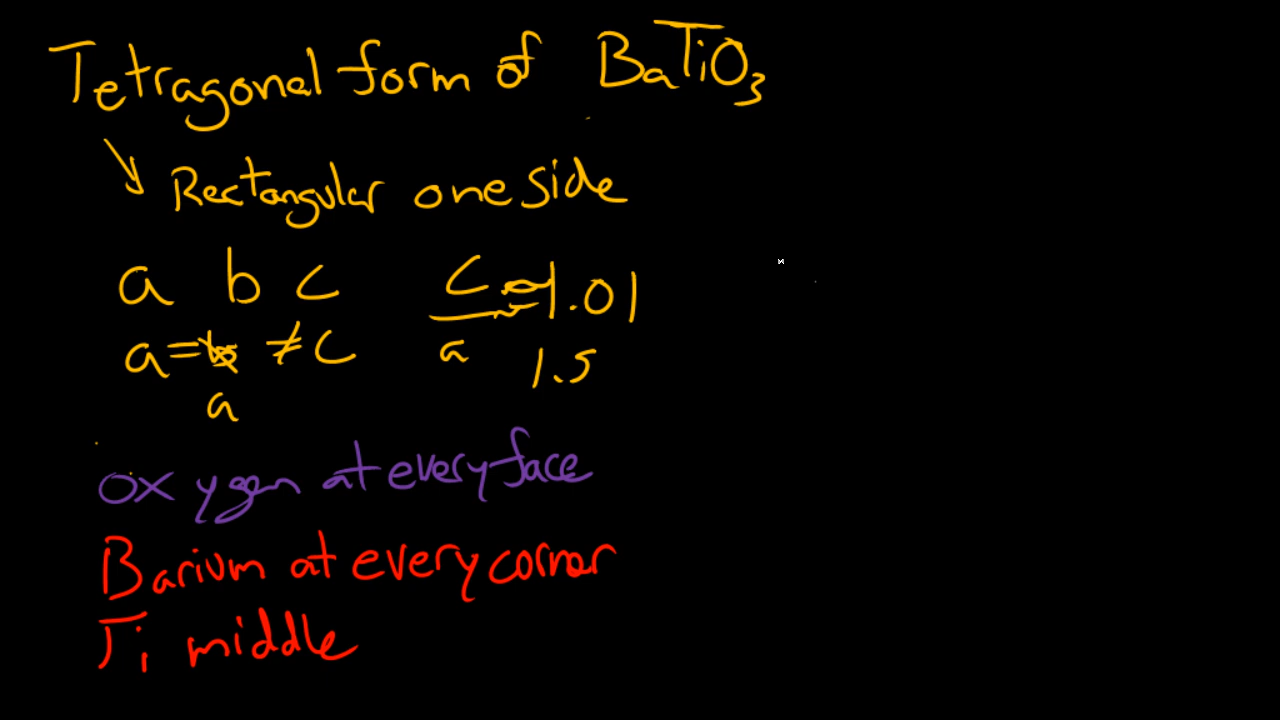 Tetragonal form of BaTiO3
Rectangular one side
a b c
c/a = 1.01
a = ≠ c
1.5
a
oxygen at every face
Barium at every corner
Ti middle